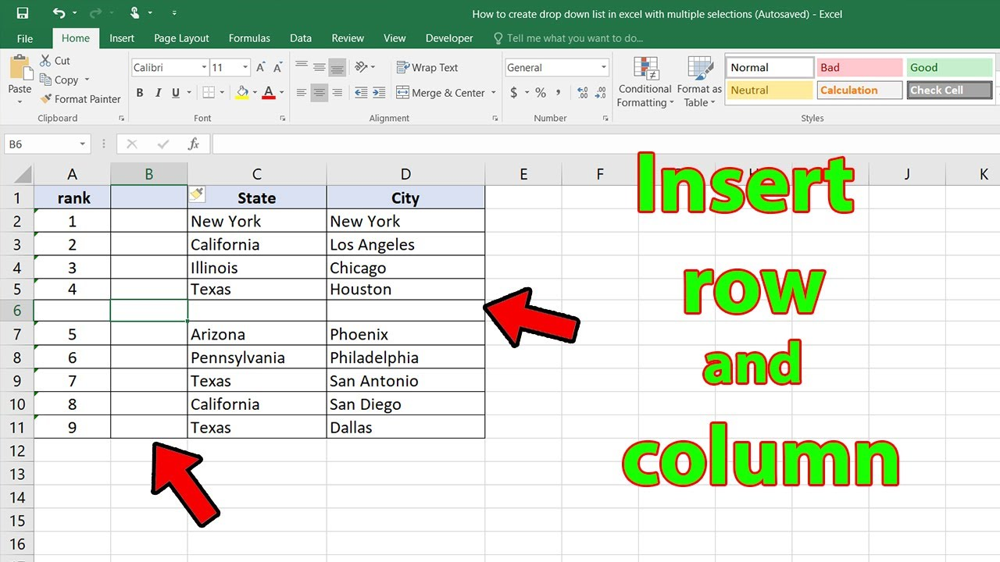 How to create drop down list in excel with multiple selections (Autosaved) - Excel
File Home Insert Page Layout Formulas Data Review View Developer Tell me what you want to do...
Paste
Cut
Copy
Format Painter
Clipboard
Calibri 11 A A
B I U A
Font
Wrap Text
Merge & Center
Alignment
General
$ % ,
Number
Conditional
Formatting
Format as
Table
Normal Bad Good
Neutral Calculation Check Cell
Styles
B6 fx
A B C D E F H J K
1 rank State City
2 1 New York New York
3 2 California Los Angeles
4 3 Illinois Chicago
5 4 Texas Houston
6
7 5 Arizona Phoenix
8 6 Pennsylvania Philadelphia
9 7 Texas San Antonio
10 8 California San Diego
11 9 Texas Dallas
12
13
14
15
16
Insert
row
and
column